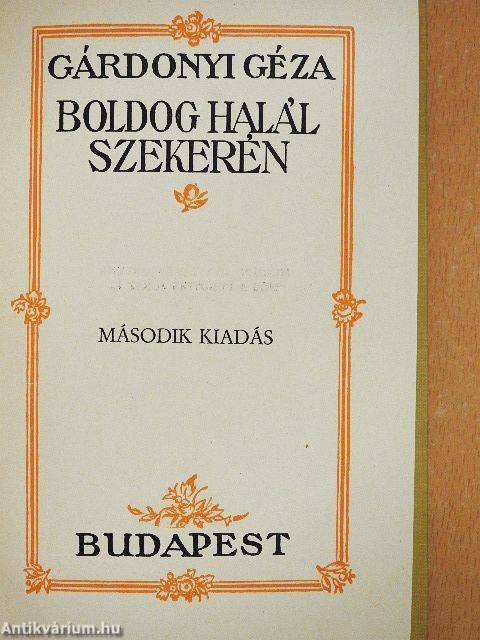 GÁRDONYI GÉZA
BOLDOG HALÁL
SZEKERÉN
MÁSODIK KIADÁS
BUDAPEST
Antikvárium.hu